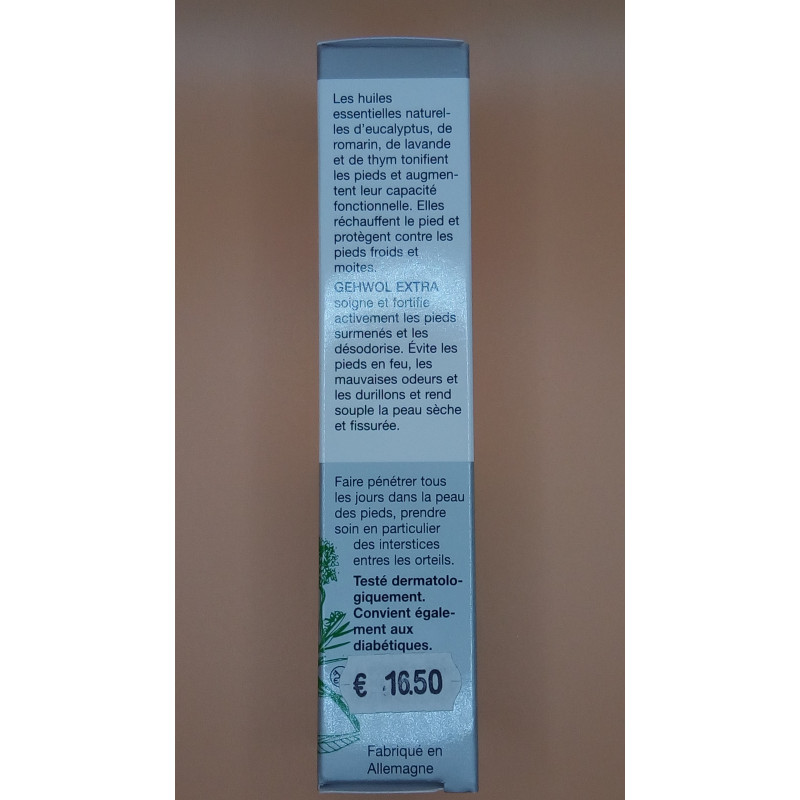 Les huiles
essentielles naturel-
les d'eucalyptus, de
romarin, de lavande
et de thym tonifient
les pieds et augmen-
tent leur capacité
fonctionnelle. Elles
réchauffent le pied et
protègent contre les
pieds froids et
moites.
GEHWOL EXTRA
soigne et fortifie
activement les pieds
surmenés et les
désodorise. Évite les
pieds en feu, les
mauvaises odeurs et
les durillons et rend
souple la peau sèche
et fissurée.
Faire pénétrer tous
les jours dans la peau
des pieds, prendre
soin en particulier
des interstices
entres les orteils.
Testé dermatolo-
giquement.
Convient égale-
ment aux
diabétiques.
€ 16.50
Fabriqué en
Allemagne